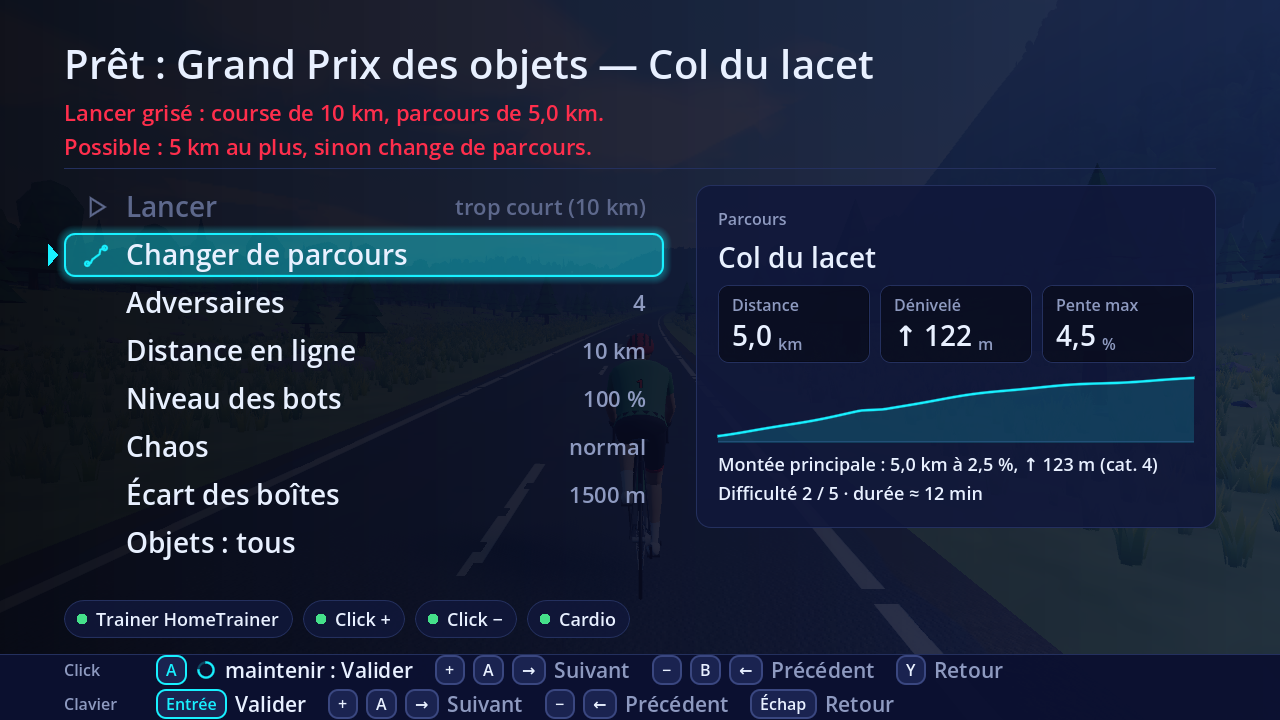 Prêt : Grand Prix des objets — Col du lacet
Lancer grisé : course de 10 km, parcours de 5,0 km.
Possible : 5 km au plus, sinon change de parcours.
Lancer trop court (10 km)
Changer de parcours
Adversaires 4
Distance en ligne 10 km
Niveau des bots 100 %
Chaos normal
Écart des boîtes 1500 m
Objets : tous
Parcours
Col du lacet
Distance Dénivelé Pente max
5,0 km ↑ 122 m 4,5 %
Montée principale : 5,0 km à 2,5 %, ↑ 123 m (cat. 4)
Difficulté 2 / 5 · durée ≈ 12 min
Trainer HomeTrainer Click + Click − Cardio
Click A maintenir : Valider + A → Suivant − B ← Précédent Y Retour
Clavier Entrée Valider + A → Suivant − ← Précédent Échap Retour